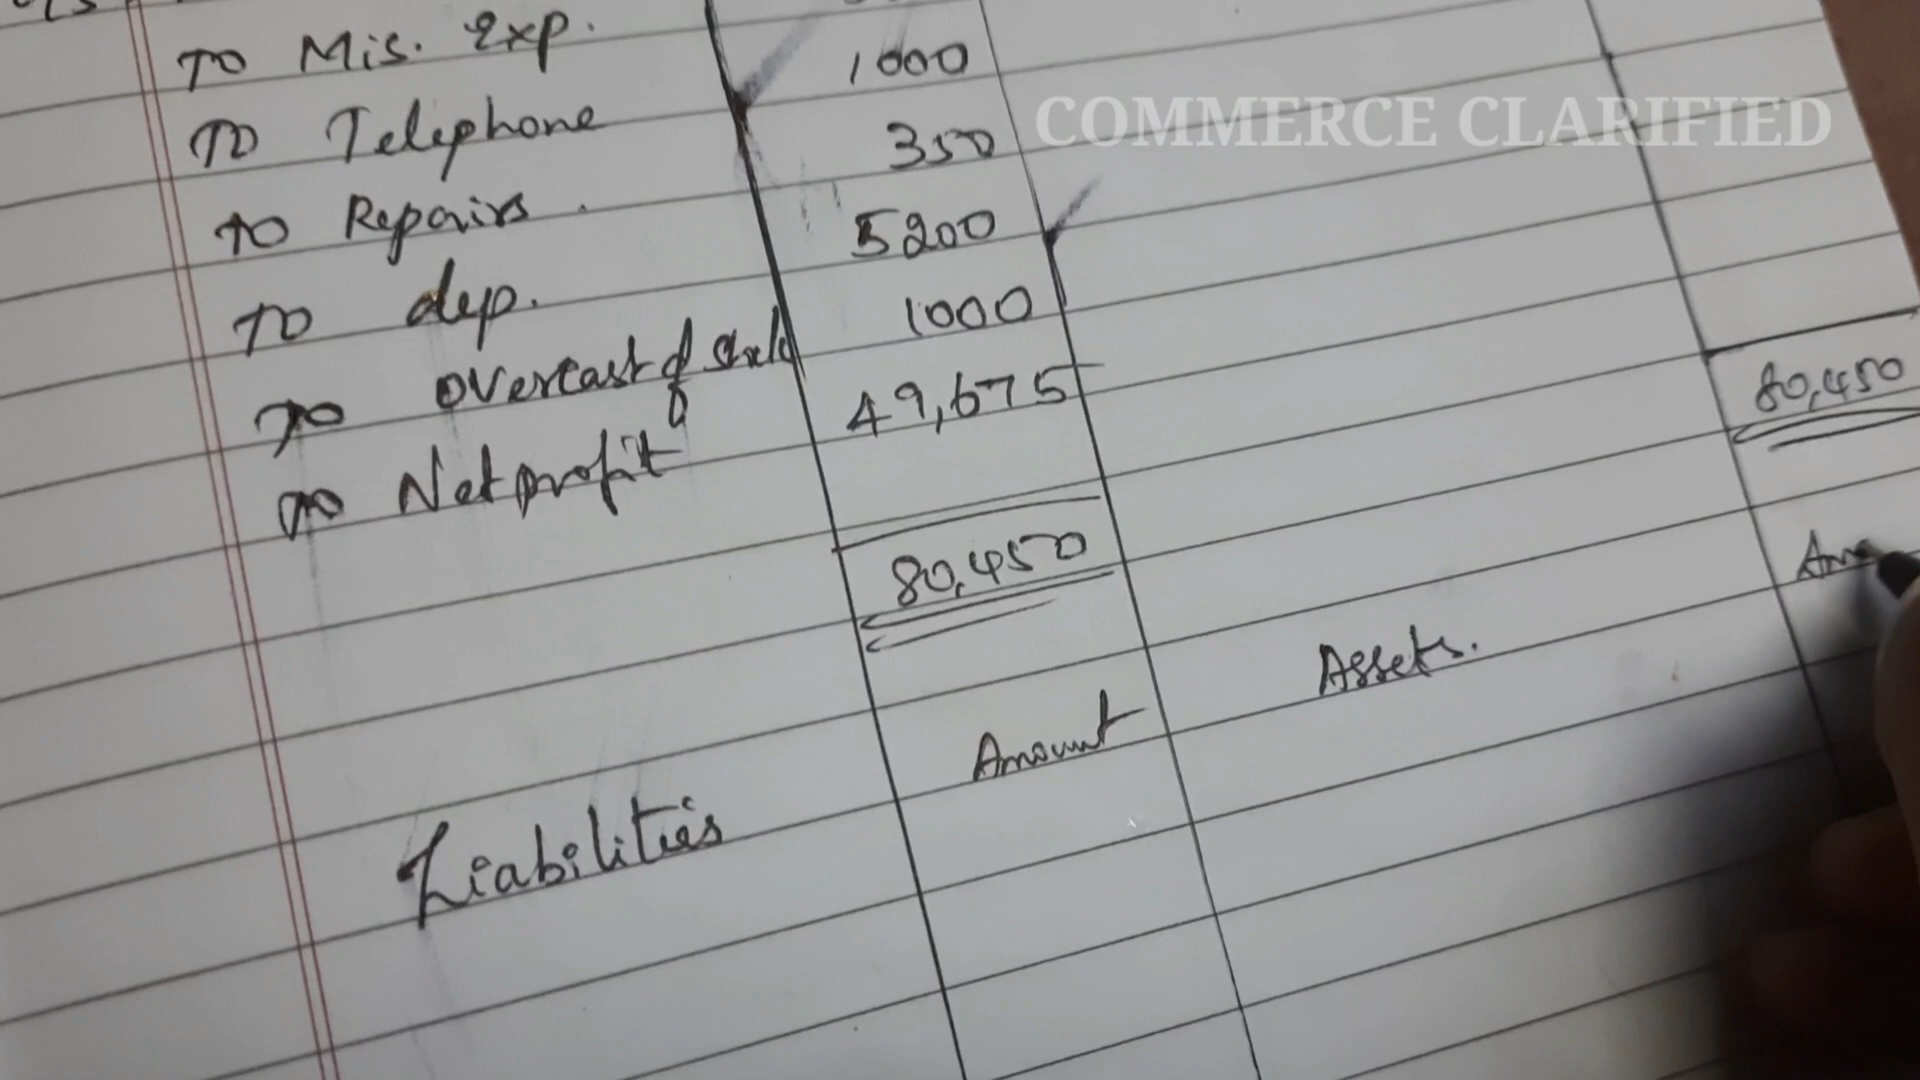 To Mis. exp. 1000
To Telephone 350
To Repairs. 5200
To dep. 1000
To overcast of 49,675
To Net profit
80,450
80,450
COMMERCE CLARIFIED
Liabilities Amount Assets.